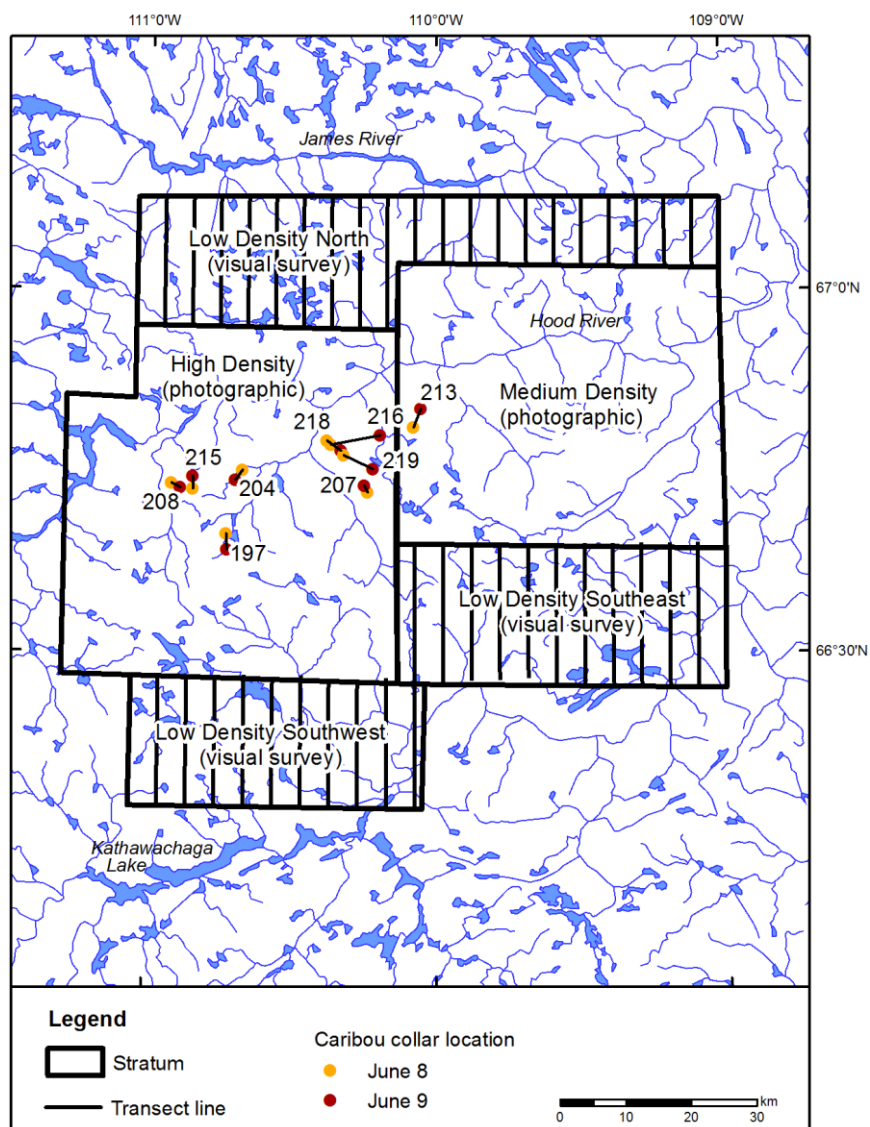 111°0'W 110°0'W 109°0'W
James River
Low Density North
(visual survey)
67°0'N
Hood River
High Density
(photographic)
Medium Density
(photographic)
213
218
216
215
219
204
207
208
197
Low Density Southeast
(visual survey)
66°30'N
Low Density Southwest
(visual survey)
Kathawachaga
Lake
Legend
Stratum
Transect line
Caribou collar location
June 8
June 9
km
0 10 20 30